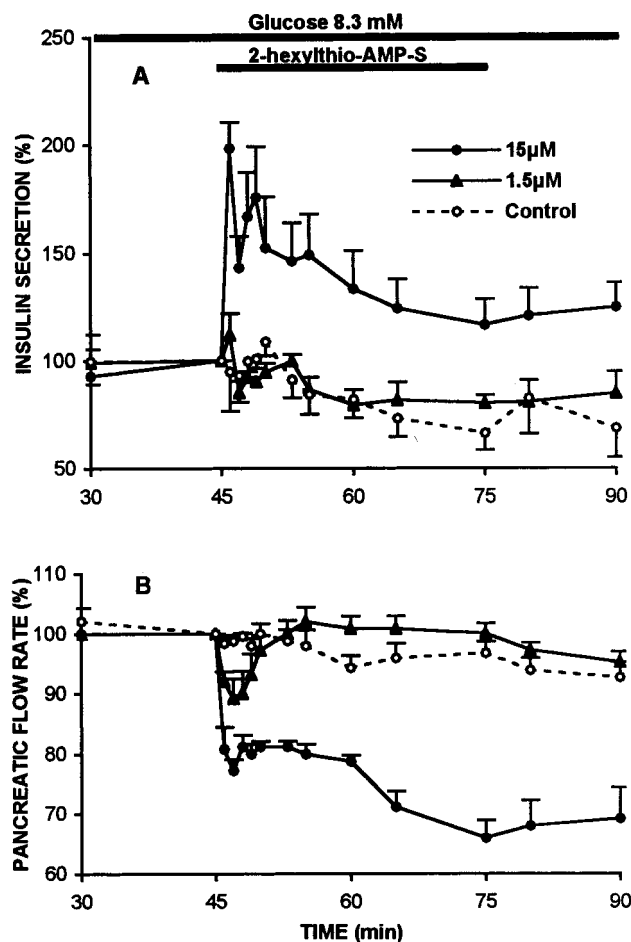 Glucose 8.3 mM
2-hexylthio-AMP-S
A
INSULIN SECRETION (%)
250
200
150
100
50
15µM
1.5µM
Control
30 45 60 75 90
B
PANCREATIC FLOW RATE (%)
110
100
90
80
70
60
30 45 60 75 90
TIME (min)